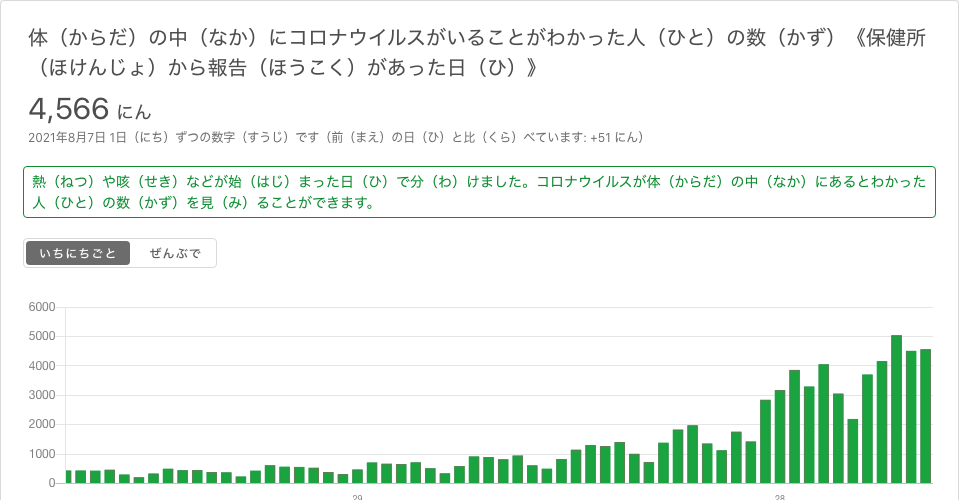 体（からだ）の中（なか）にコロナウイルスがいることがわかった人（ひと）の数（かず）《保健所
（ほけんじょ）から報告（ほうこく）があった日（ひ）》
4,566 にん
2021年8月7日 1日（にち）ずつの数字（すうじ）です（前（まえ）の日（ひ）と比（くら）べています: +51 にん）
熱（ねつ）や咳（せき）などが始（はじ）まった日（ひ）で分（わ）けました。コロナウイルスが体（からだ）の中（なか）にあるとわかった
人（ひと）の数（かず）を見（み）ることができます。
いちにちごと ぜんぶで
6000
5000
4000
3000
2000
1000
0
29 28